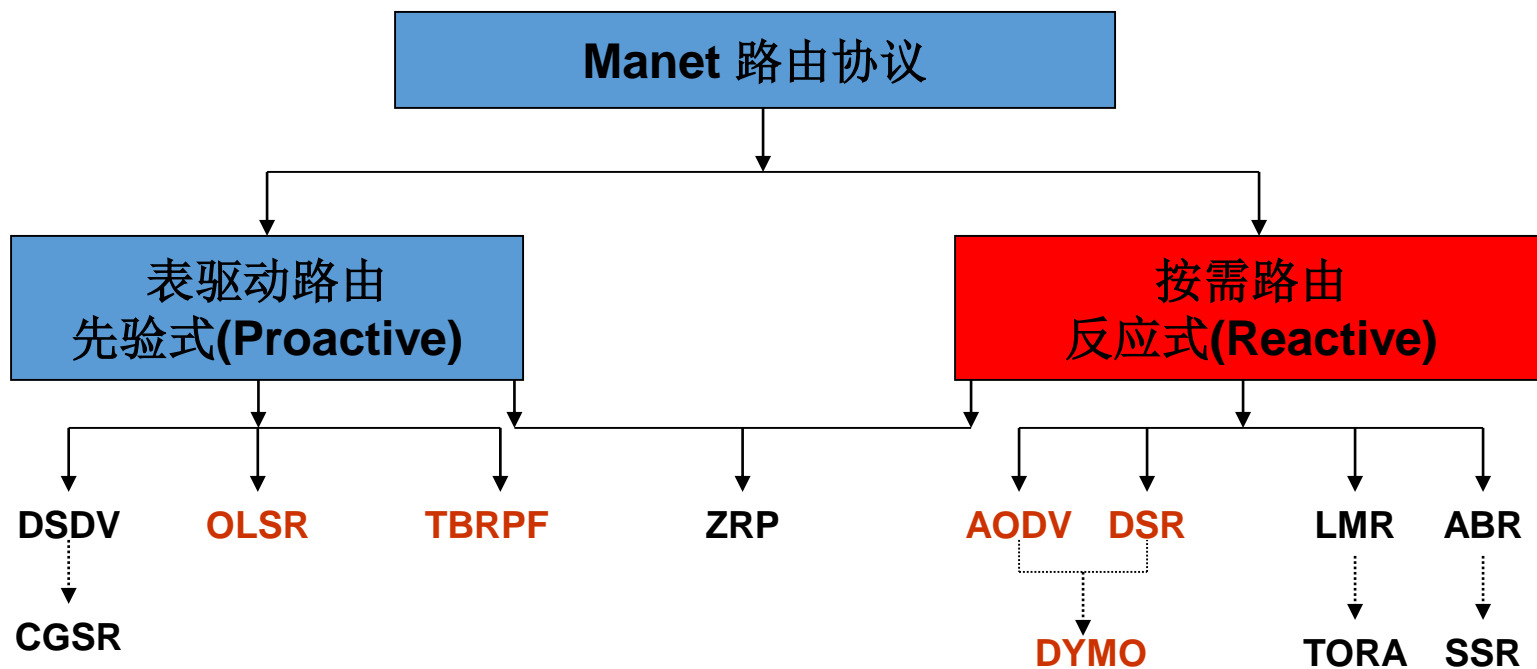 Manet 路由协议
表驱动路由
先验式(Proactive)
按需路由
反应式(Reactive)
DSDV
OLSR
TBRPF
ZRP
AODV
DSR
LMR
ABR
CGSR
DYMO
TORA
SSR